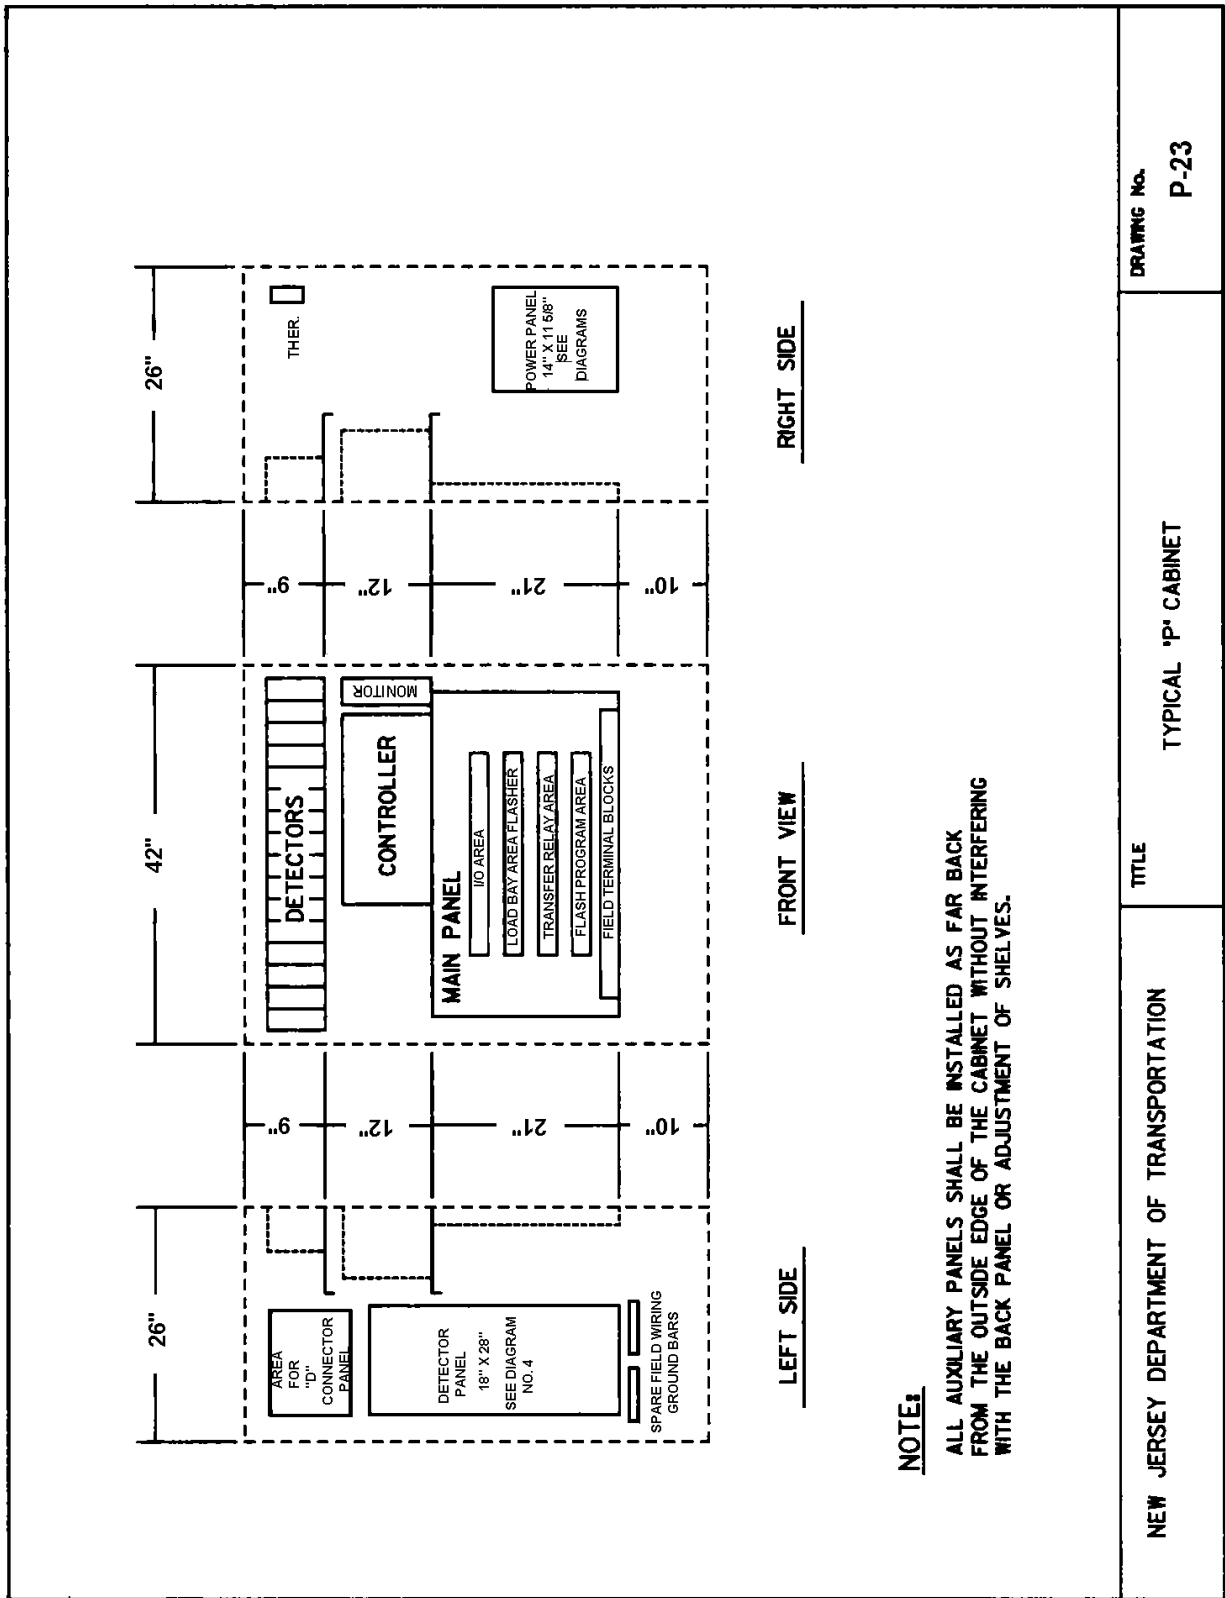 26"
42"
26"
AREA
FOR
"D"
CONNECTOR
PANEL
DETECTOR
PANEL
18" X 28"
SEE DIAGRAM
NO. 4
SPARE FIELD WIRING
GROUND BARS
9"
12"
21"
10"
DETECTORS
CONTROLLER
MONITOR
MAIN PANEL
I/O AREA
LOAD BAY AREA FLASHER
TRANSFER RELAY AREA
FLASH PROGRAM AREA
FIELD TERMINAL BLOCKS
9"
12"
21"
10"
THER.
POWER PANEL
14" X 11 5/8"
SEE
DIAGRAMS
LEFT SIDE
FRONT VIEW
RIGHT SIDE
NOTE:
ALL AUXILIARY PANELS SHALL BE INSTALLED AS FAR BACK
FROM THE OUTSIDE EDGE OF THE CABINET WITHOUT INTERFERING
WITH THE BACK PANEL OR ADJUSTMENT OF SHELVES.
NEW JERSEY DEPARTMENT OF TRANSPORTATION
TITLE
TYPICAL 'P' CABINET
DRAWING No.
P-23